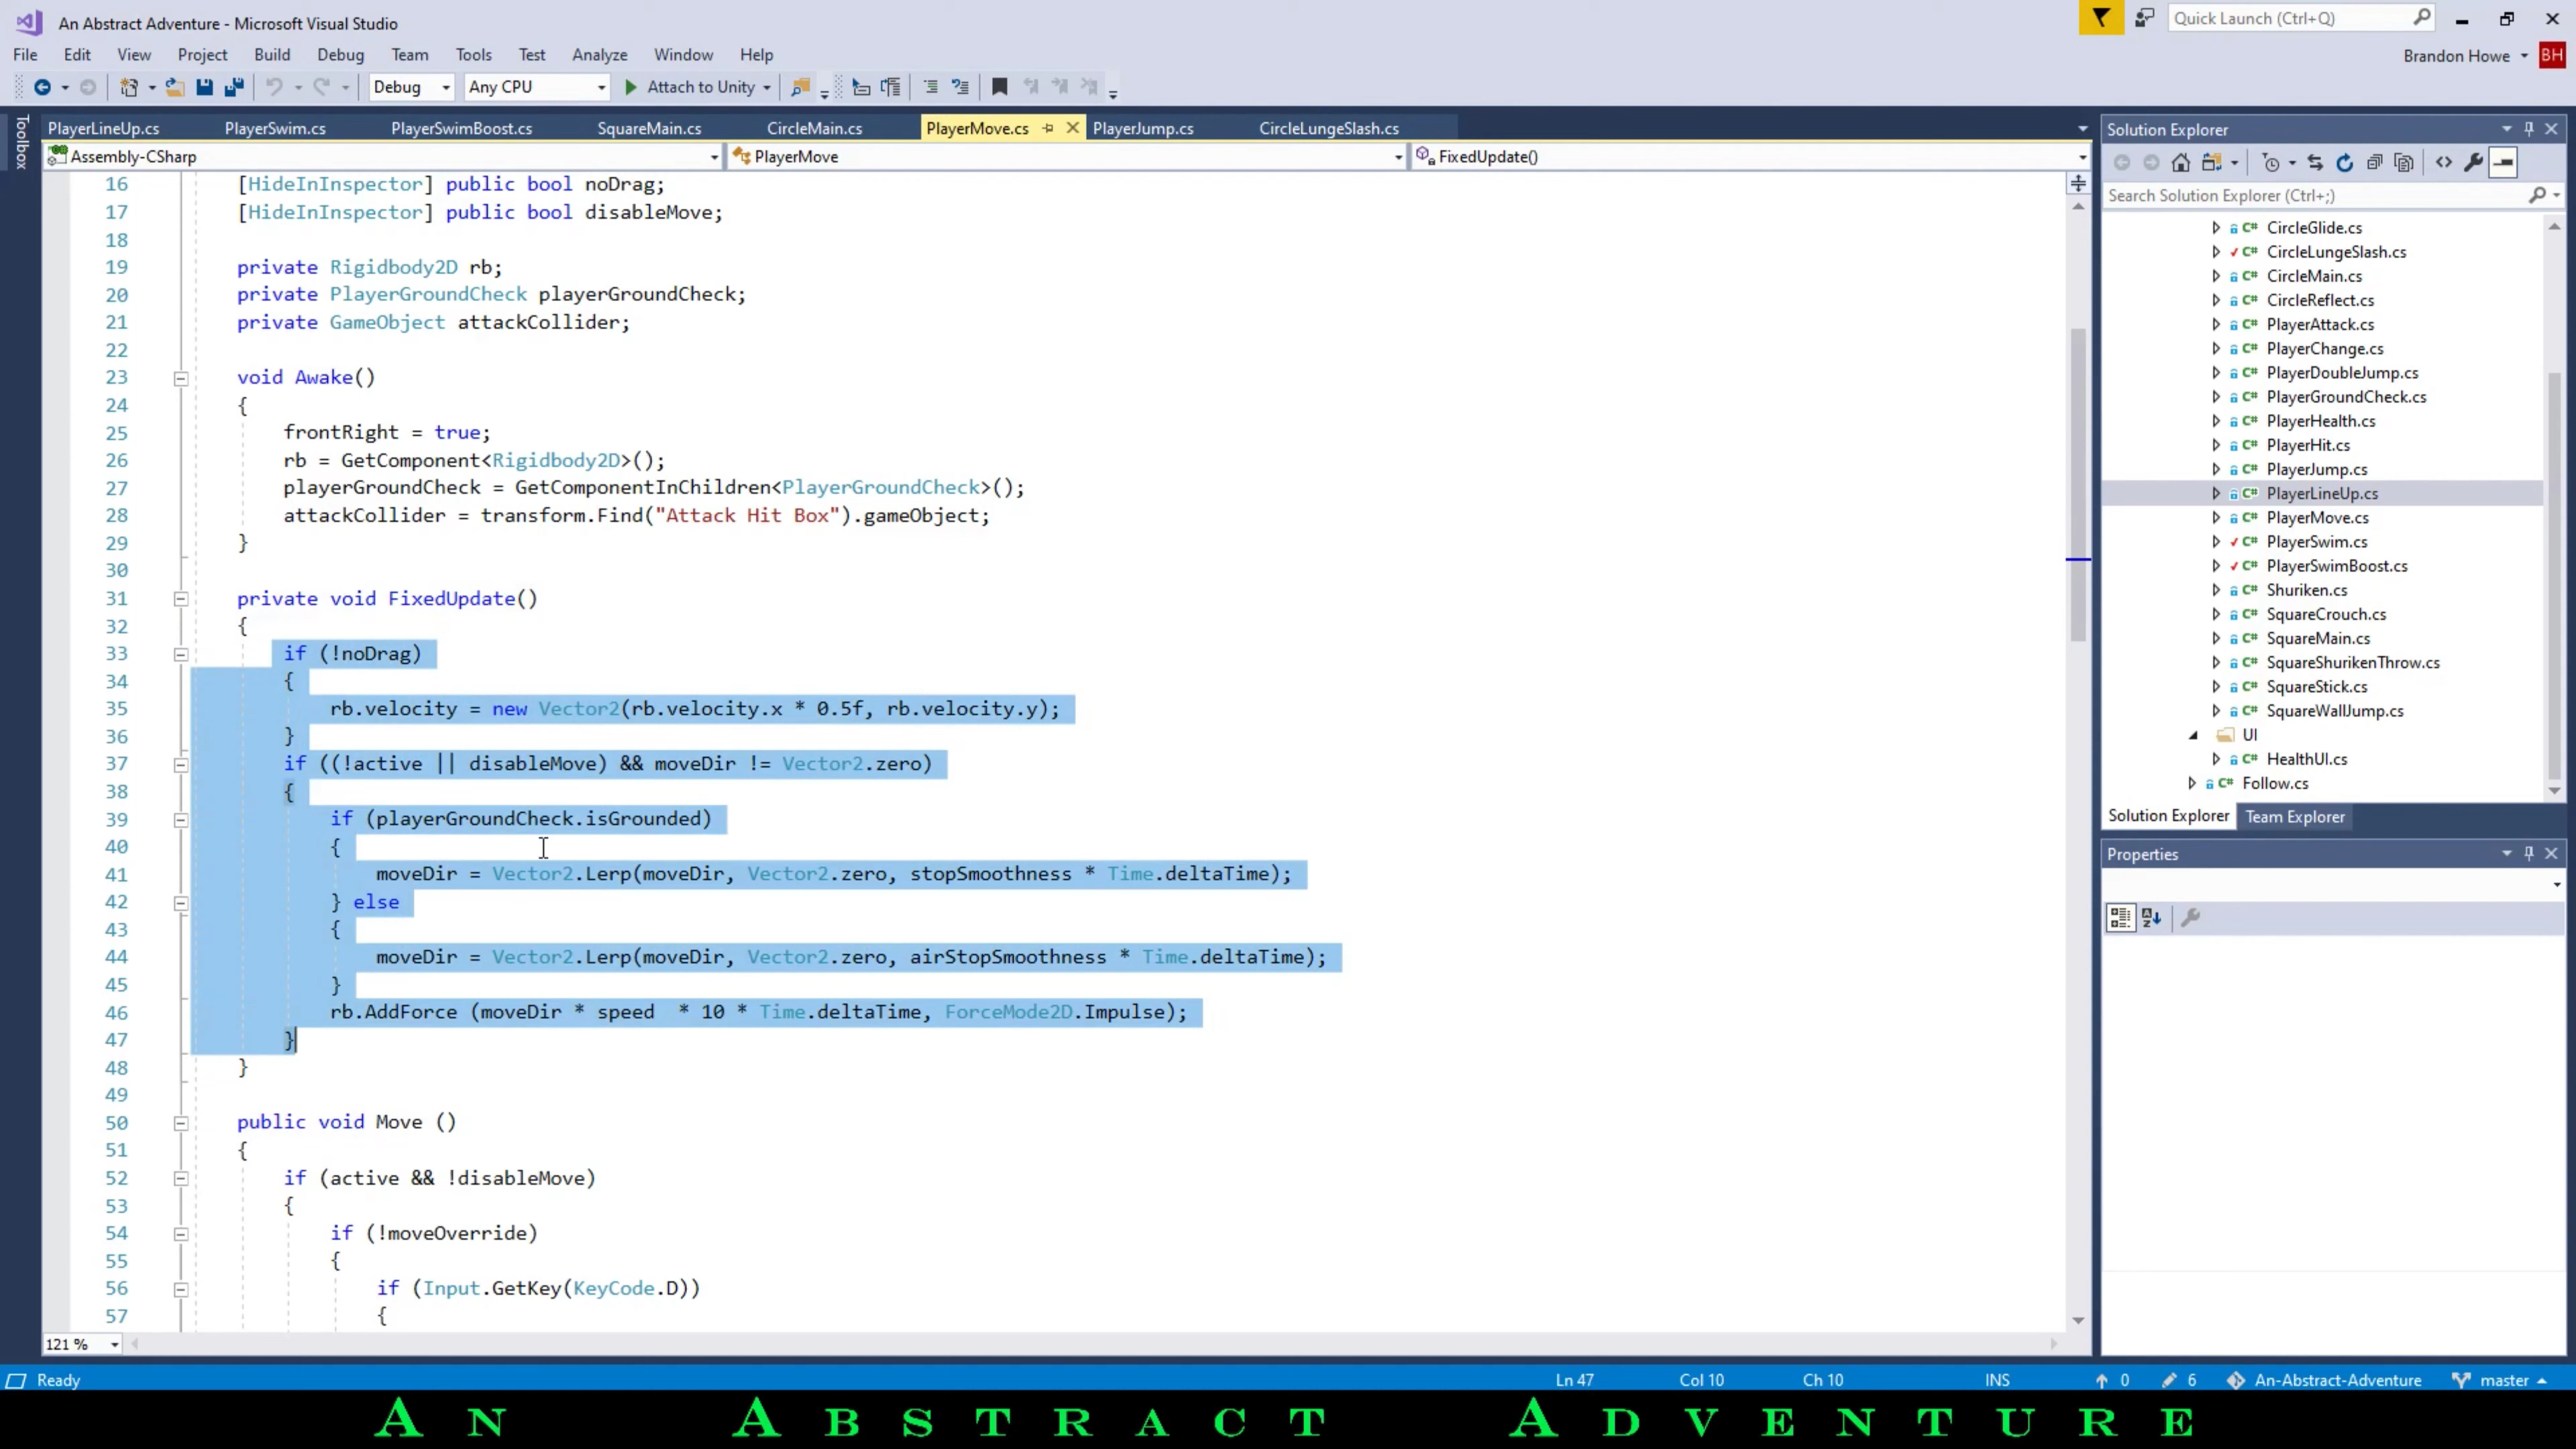 An Abstract Adventure - Microsoft Visual Studio
Quick Launch (Ctrl+Q)
File Edit View Project Build Debug Team Tools Test Analyze Window Help
Brandon Howe BH
Debug Any CPU Attach to Unity
Toolbox
PlayerLineUp.cs PlayerSwim.cs PlayerSwimBoost.cs SquareMain.cs CircleMain.cs PlayerMove.cs PlayerJump.cs CircleLungeSlash.cs
Assembly-CSharp PlayerMove FixedUpdate()
16 [HideInInspector] public bool noDrag;
17 [HideInInspector] public bool disableMove;
18
19 private Rigidbody2D rb;
20 private PlayerGroundCheck playerGroundCheck;
21 private GameObject attackCollider;
22
23 void Awake()
24 {
25 frontRight = true;
26 rb = GetComponent<Rigidbody2D>();
27 playerGroundCheck = GetComponentInChildren<PlayerGroundCheck>();
28 attackCollider = transform.Find("Attack Hit Box").gameObject;
29 }
30
31 private void FixedUpdate()
32 {
33 if (!noDrag)
34 {
35 rb.velocity = new Vector2(rb.velocity.x * 0.5f, rb.velocity.y);
36 }
37 if ((!active || disableMove) && moveDir != Vector2.zero)
38 {
39 if (playerGroundCheck.isGrounded)
40 {
41 moveDir = Vector2.Lerp(moveDir, Vector2.zero, stopSmoothness * Time.deltaTime);
42 } else
43 {
44 moveDir = Vector2.Lerp(moveDir, Vector2.zero, airStopSmoothness * Time.deltaTime);
45 }
46 rb.AddForce (moveDir * speed  * 10 * Time.deltaTime, ForceMode2D.Impulse);
47 }
48 }
49
50 public void Move ()
51 {
52 if (active && !disableMove)
53 {
54 if (!moveOverride)
55 {
56 if (Input.GetKey(KeyCode.D))
57 {
121 %
Solution Explorer
Search Solution Explorer (Ctrl+;)
C# CircleGlide.cs
C# CircleLungeSlash.cs
C# CircleMain.cs
C# CircleReflect.cs
C# PlayerAttack.cs
C# PlayerChange.cs
C# PlayerDoubleJump.cs
C# PlayerGroundCheck.cs
C# PlayerHealth.cs
C# PlayerHit.cs
C# PlayerJump.cs
C# PlayerLineUp.cs
C# PlayerMove.cs
C# PlayerSwim.cs
C# PlayerSwimBoost.cs
C# Shuriken.cs
C# SquareCrouch.cs
C# SquareMain.cs
C# SquareShurikenThrow.cs
C# SquareStick.cs
C# SquareWallJump.cs
UI
C# HealthUI.cs
C# Follow.cs
Solution Explorer Team Explorer
Properties
Ready Ln 47 Col 10 Ch 10 INS 0 6 An-Abstract-Adventure master
AN ABSTRACT ADVENTURE